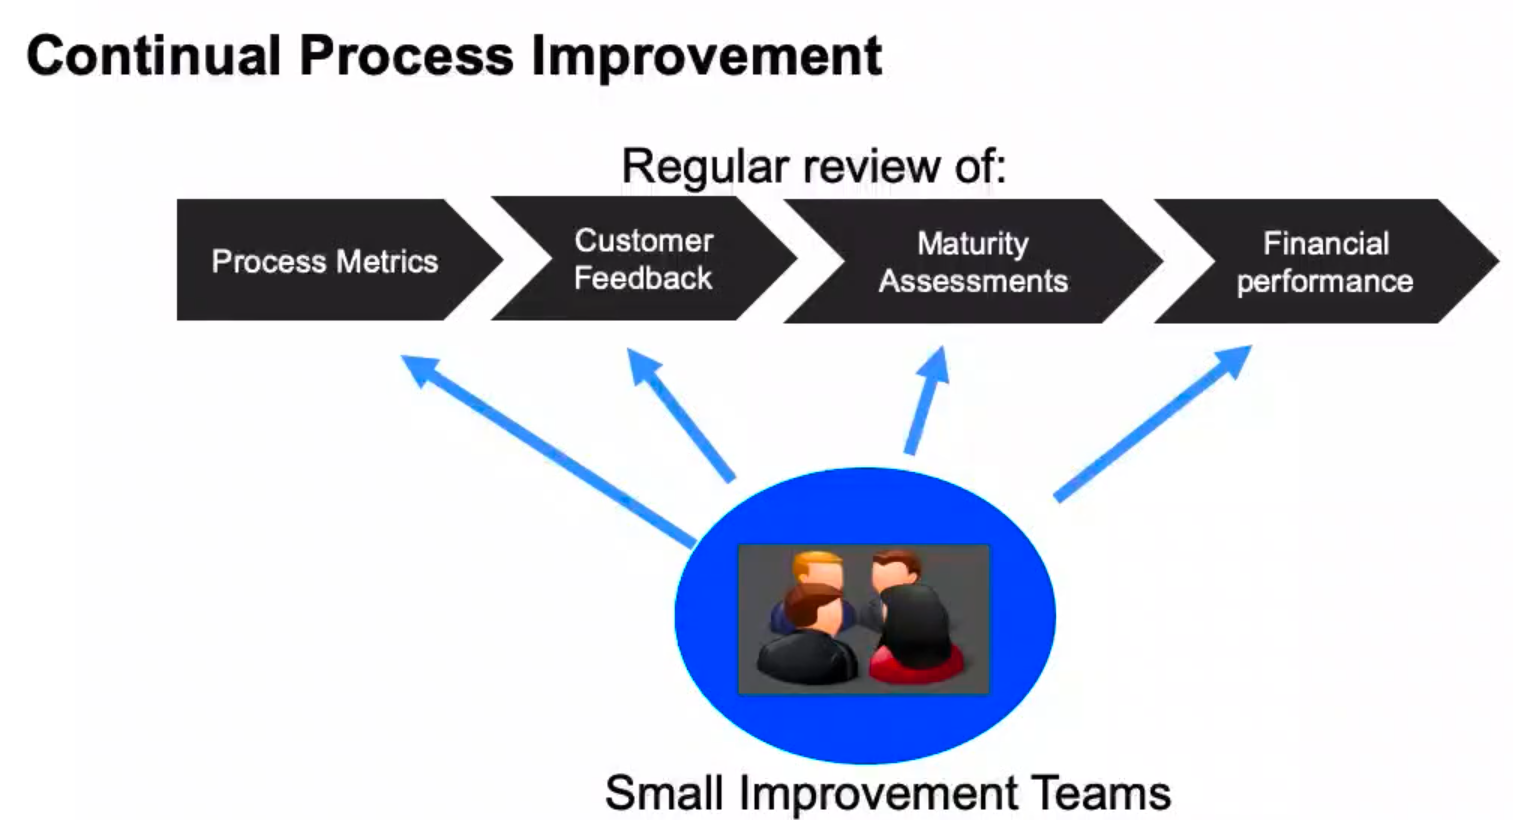 Continual Process Improvement
Regular review of:
Process Metrics
Customer
Feedback
Maturity
Assessments
Financial
performance
Small Improvement Teams